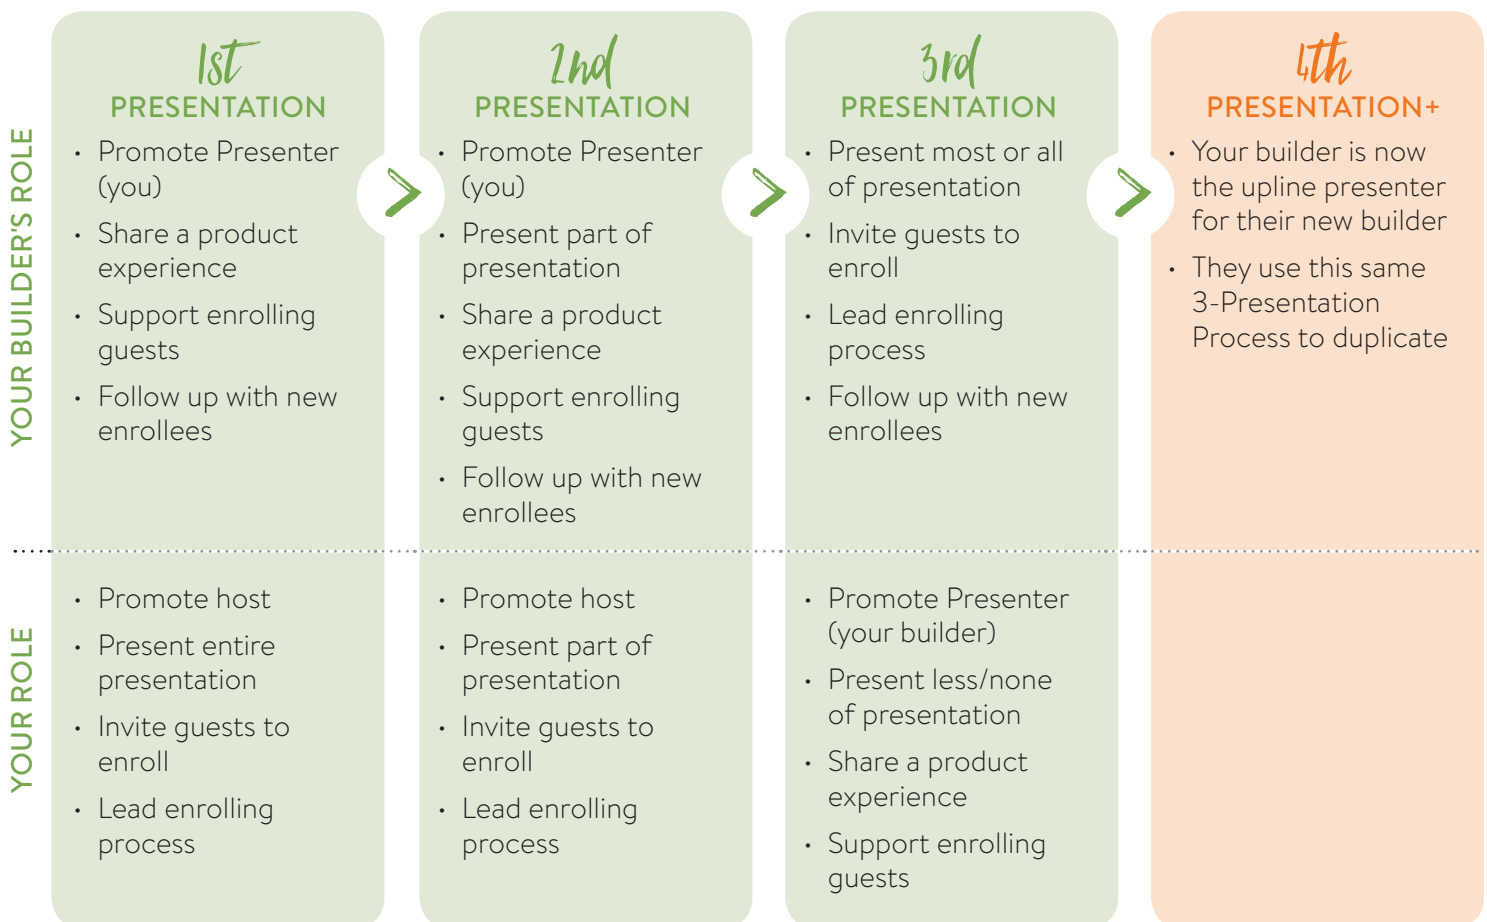 1st
PRESENTATION
• Promote Presenter
(you)
• Share a product
experience
• Support enrolling
guests
• Follow up with new
enrollees
2nd
PRESENTATION
• Promote Presenter
(you)
• Present part of
presentation
• Share a product
experience
• Support enrolling
guests
• Follow up with new
enrollees
3rd
PRESENTATION
• Present most or all
of presentation
• Invite guests to
enroll
• Lead enrolling
process
• Follow up with new
enrollees
4th
PRESENTATION+
• Your builder is now
the upline presenter
for their new builder
• They use this same
3-Presentation
Process to duplicate
YOUR BUILDER'S ROLE
YOUR ROLE
• Promote host
• Present entire
presentation
• Invite guests to
enroll
• Lead enrolling
process
• Promote host
• Present part of
presentation
• Invite guests to
enroll
• Lead enrolling
process
• Promote Presenter
(your builder)
• Present less/none
of presentation
• Share a product
experience
• Support enrolling
guests